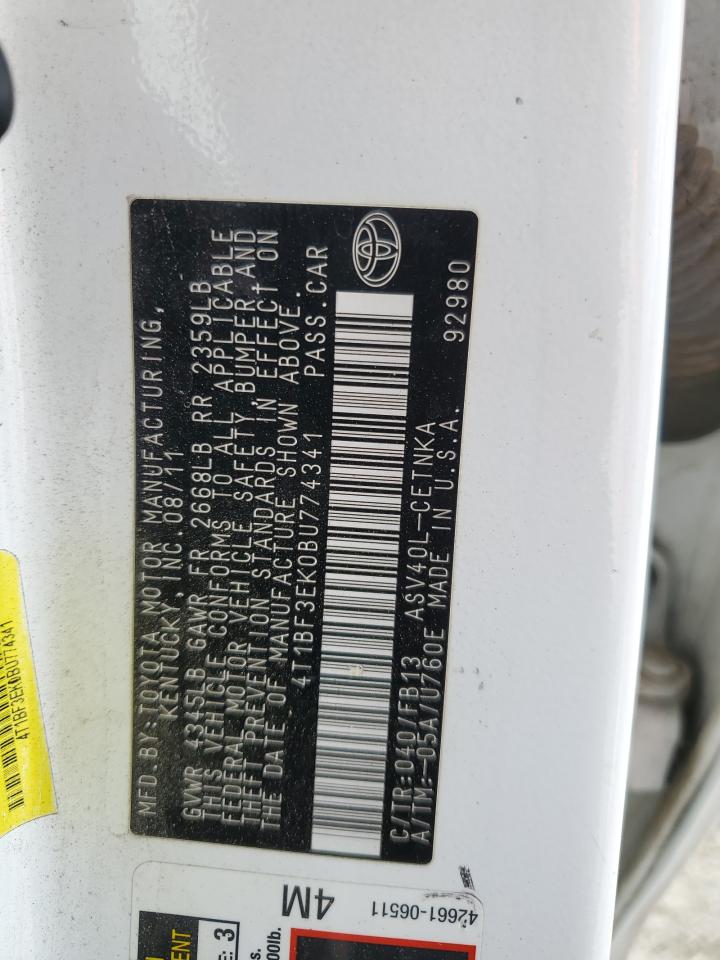 MFD.BY:TOYOTA MOTOR MANUFACTURING,
KENTUCKY, INC.08/11
GVWR 4345LB GAWR FR 2668LB RR 2359LB
THIS VEHICLE CONFORMS TO ALL APPLICABLE
FEDERAL MOTOR VEHICLE SAFETY,BUMPER,AND
THEFT PREVENTION STANDARDS IN EFFECT ON
THE DATE OF MANUFACTURE SHOWN ABOVE.
4T1BF3EK0BU774341 PASS.CAR
C/TR:040/FB13 ASV40L-CETNKA
A/TM:-05A/U760E MADE IN U.S.A. 92980
4T1BF3EK0BU774341
4M
42661-06511
3